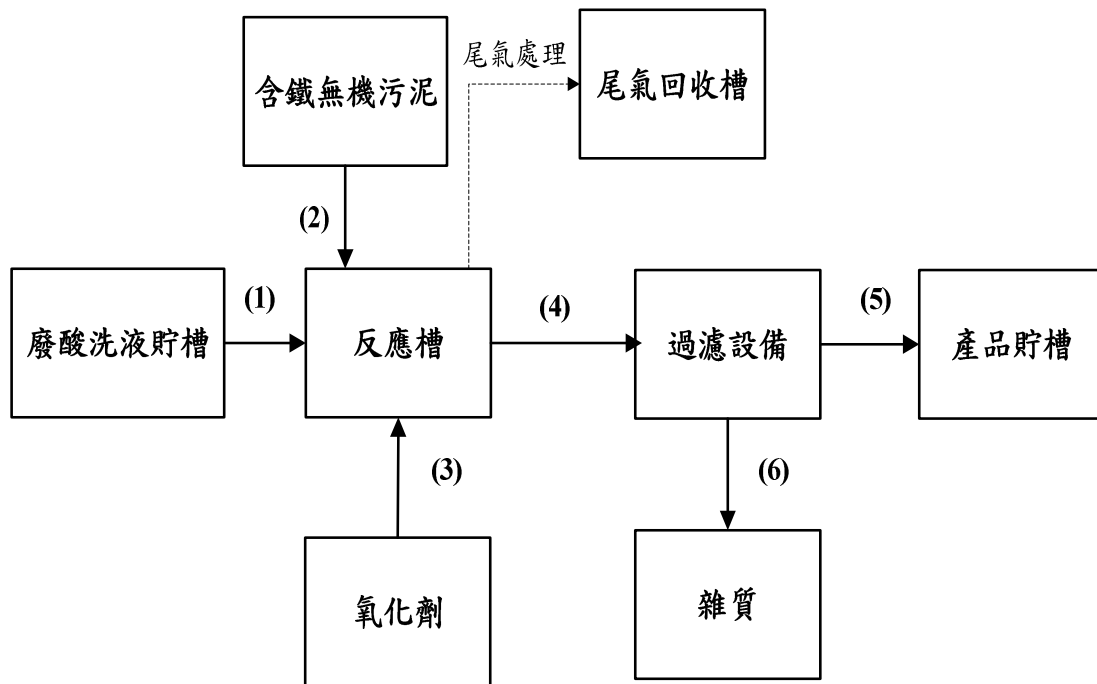 尾氣處理
含鐵無機污泥
尾氣回收槽
(2)
廢酸洗液貯槽
(1)
反應槽
(4)
過濾設備
(5)
產品貯槽
(3)
(6)
氧化劑
雜質